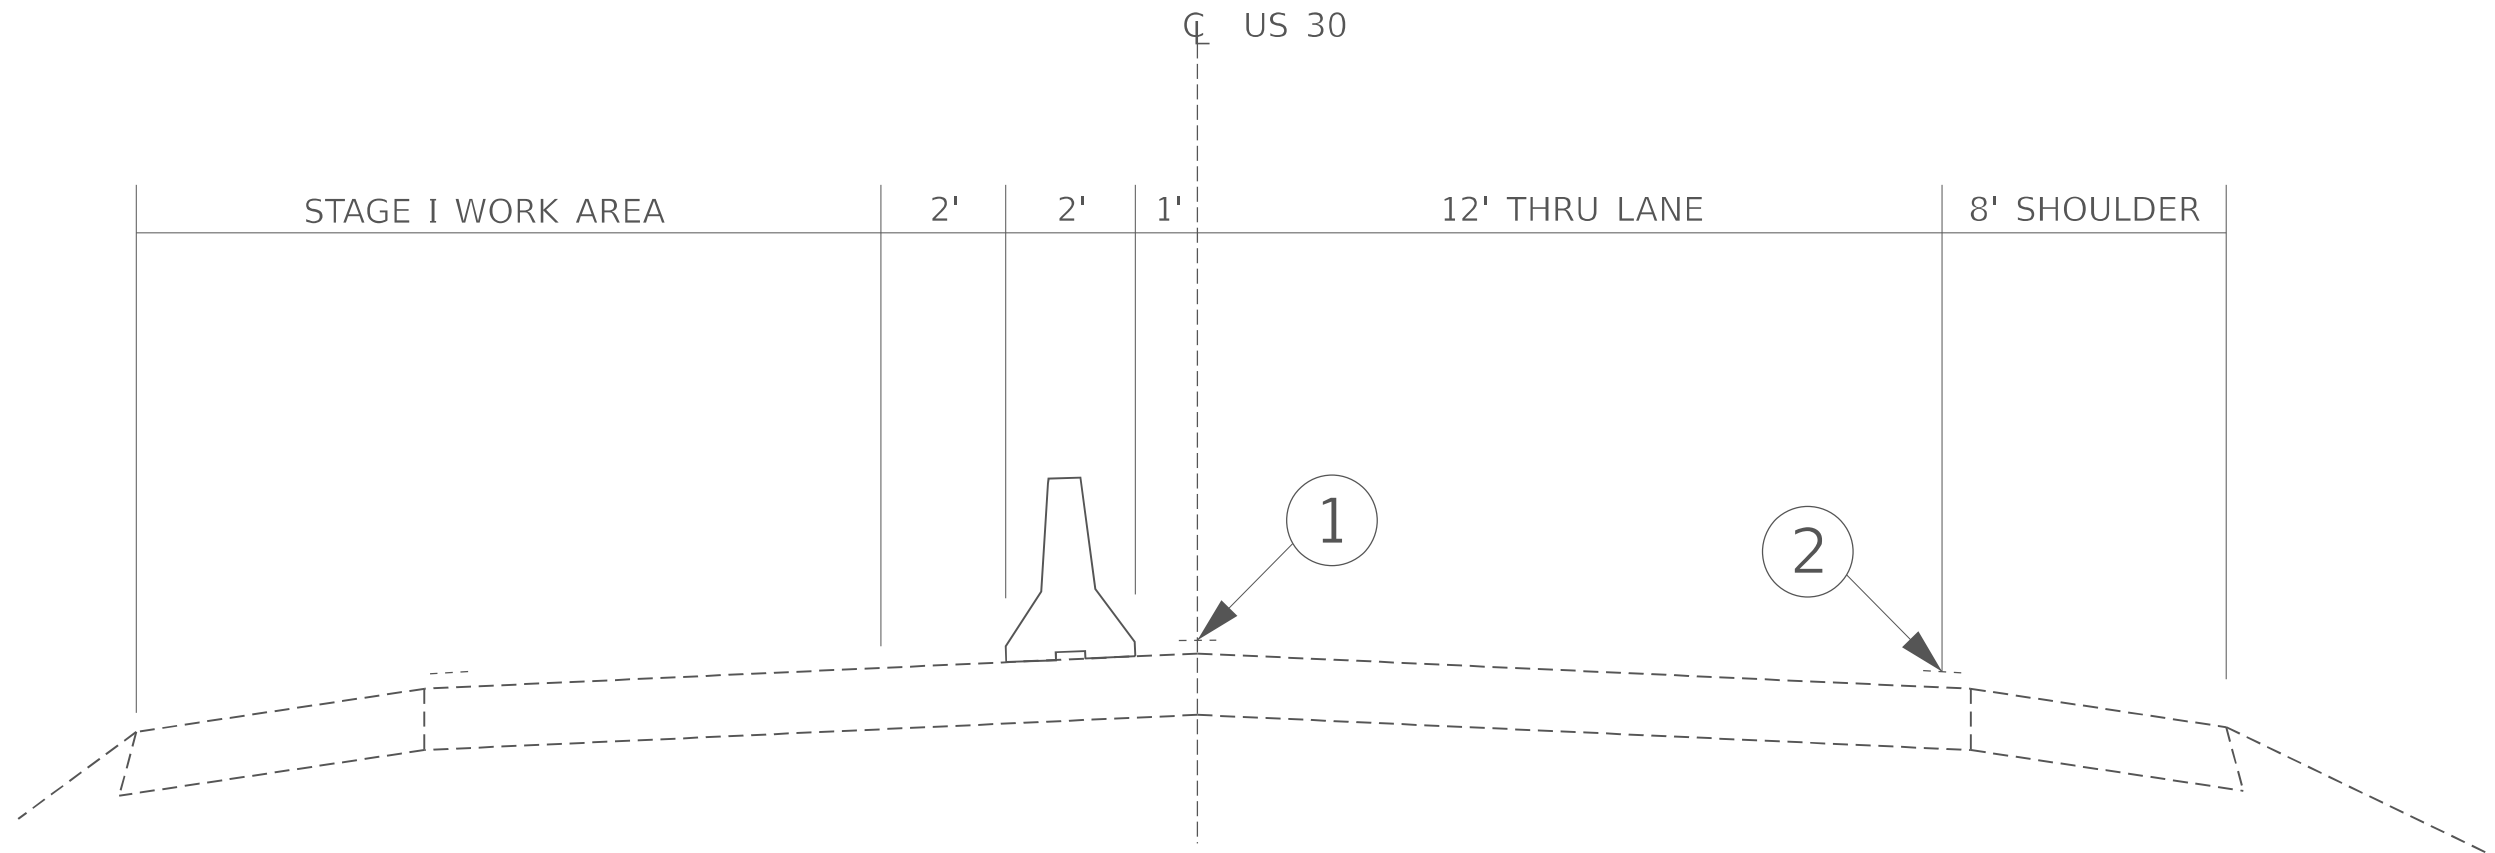 ℄ US 30
STAGE I WORK AREA 2' 2' 1' 12' THRU LANE 8' SHOULDER
1
2